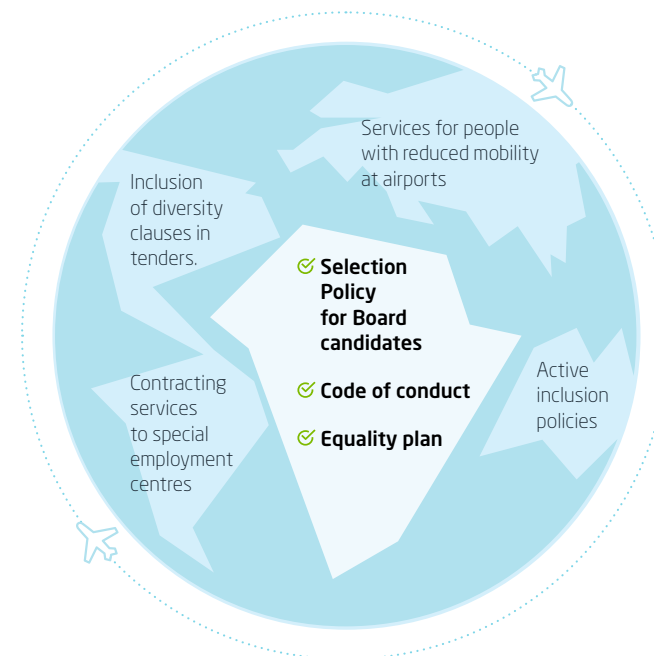 Services for people
with reduced mobility
at airports
Inclusion
of diversity
clauses in
tenders.
Selection
Policy
for Board
candidates
Code of conduct
Equality plan
Active
inclusion
policies
Contracting
services
to special
employment
centres